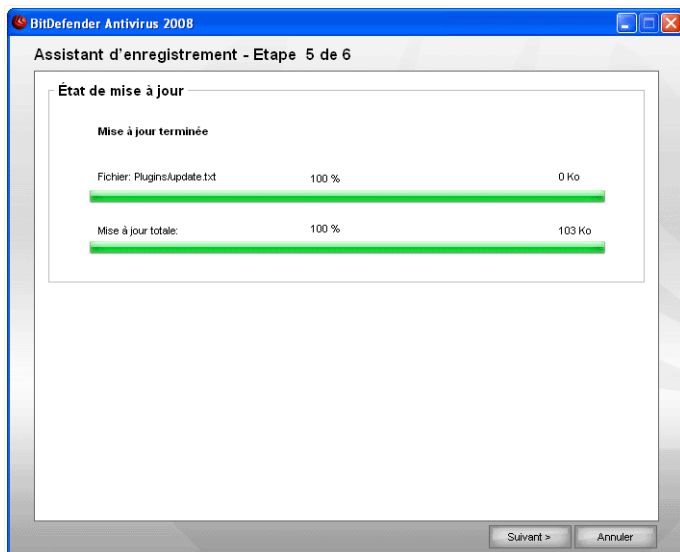 BitDefender Antivirus 2008
Assistant d'enregistrement - Etape 5 de 6
État de mise à jour
Mise à jour terminée
Fichier: Plugins/update.txt 100 % 0 Ko
Mise à jour totale: 100 % 103 Ko
Suivant > Annuler